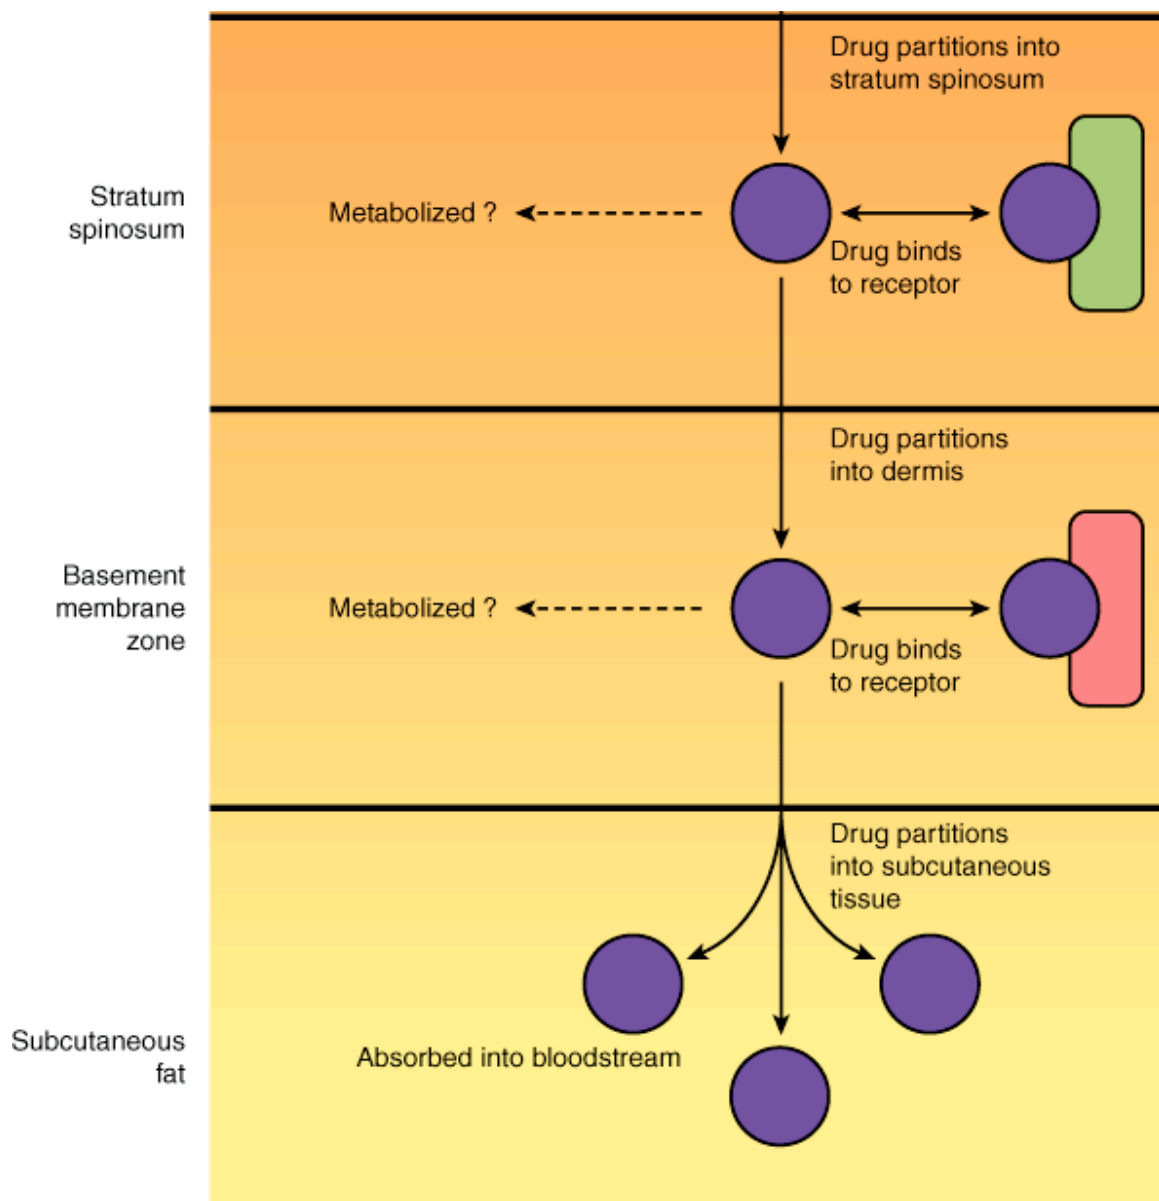 Drug partitions into
stratum spinosum
Stratum
spinosum
Metabolized ?
Drug binds
to receptor
Drug partitions
into dermis
Basement
membrane
zone
Metabolized ?
Drug binds
to receptor
Drug partitions
into subcutaneous
tissue
Subcutaneous
fat
Absorbed into bloodstream